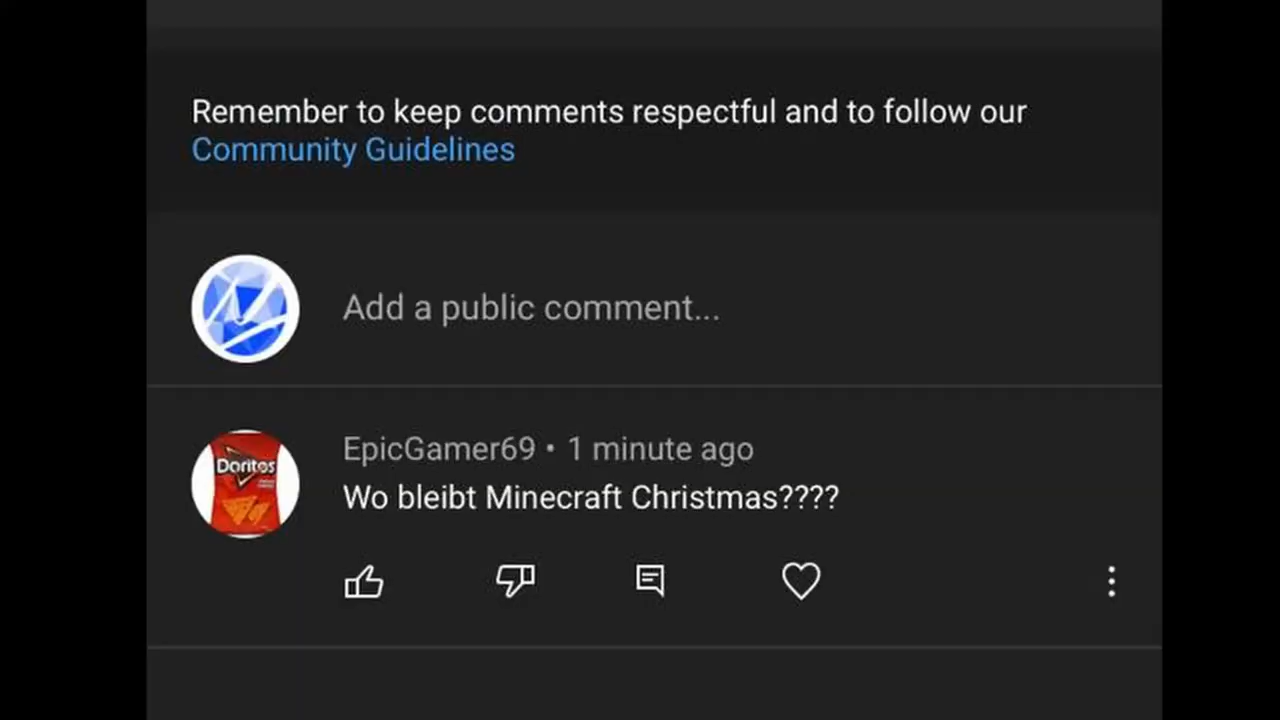 Remember to keep comments respectful and to follow our
Community Guidelines
Add a public comment...
EpicGamer69 • 1 minute ago
Doritos
Wo bleibt Minecraft Christmas????